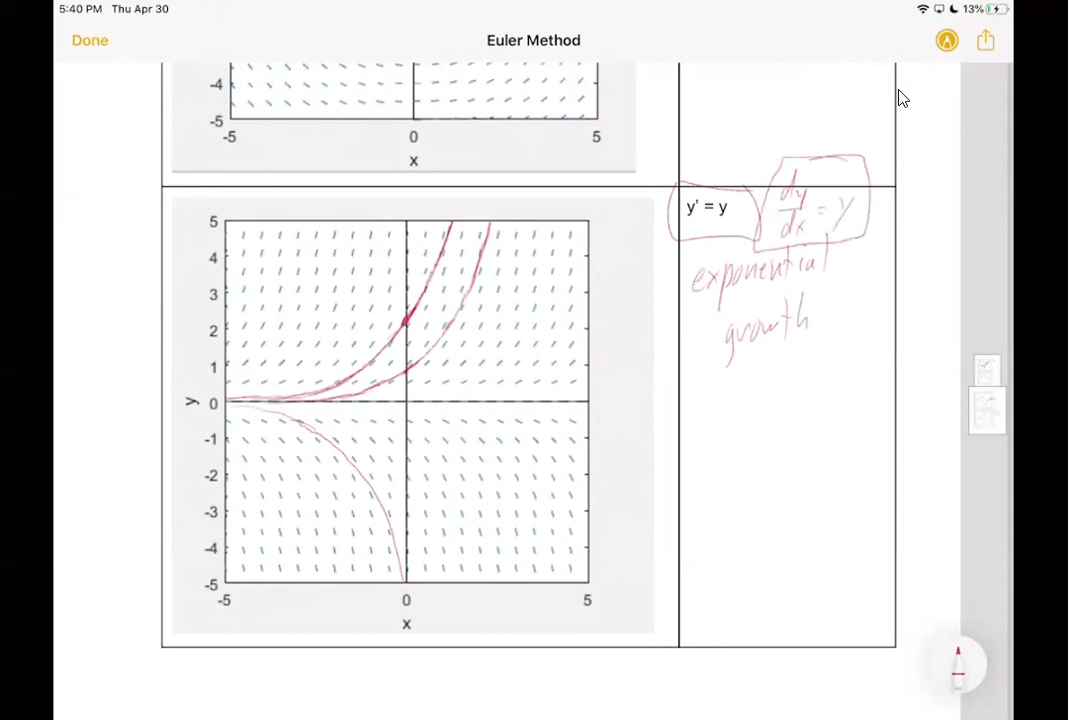 5:40 PM Thu Apr 30
13%
Done
Euler Method
-4
-5
-5 0 5
x
y' = y
dy/dx = y
exponential
growth
5
4
3
2
1
0
-1
-2
-3
-4
-5
y
-5 0 5
x